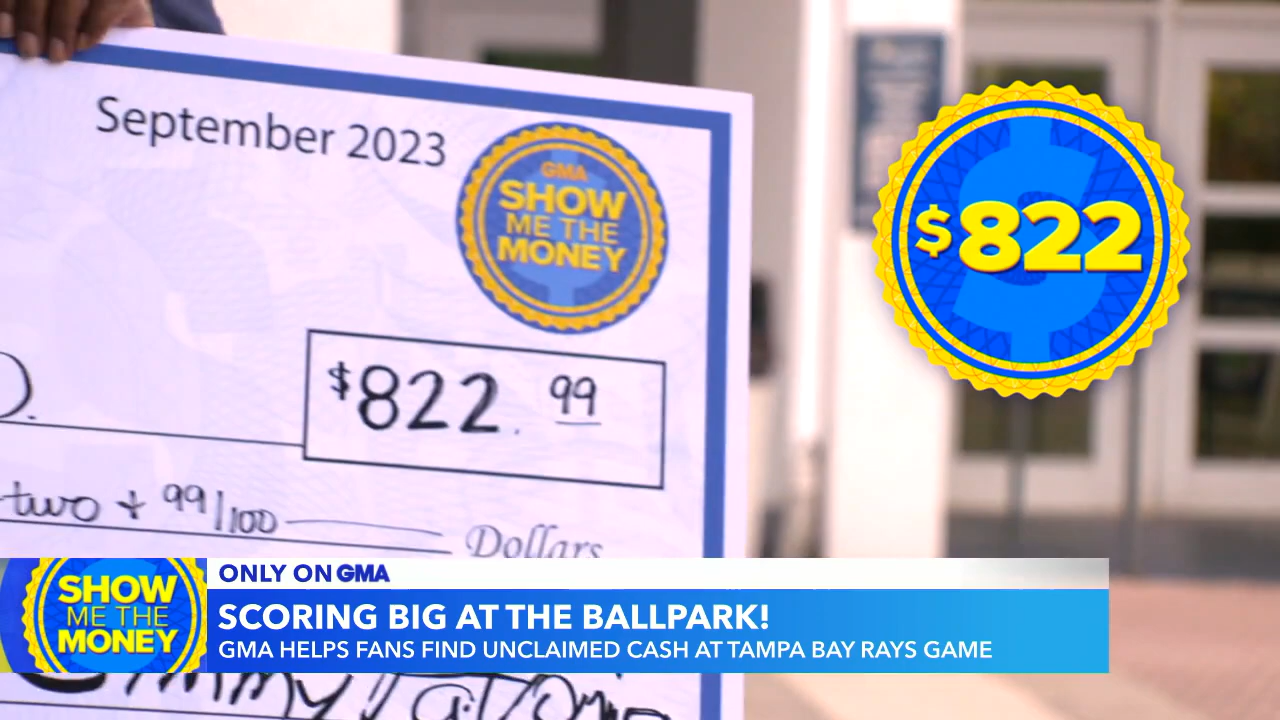 September 2023
GMA
SHOW
ME THE
MONEY
$822
$822.99
two + 99/100
Dollars
ONLY ON GMA
SHOW
ME THE
MONEY
SCORING BIG AT THE BALLPARK!
GMA HELPS FANS FIND UNCLAIMED CASH AT TAMPA BAY RAYS GAME